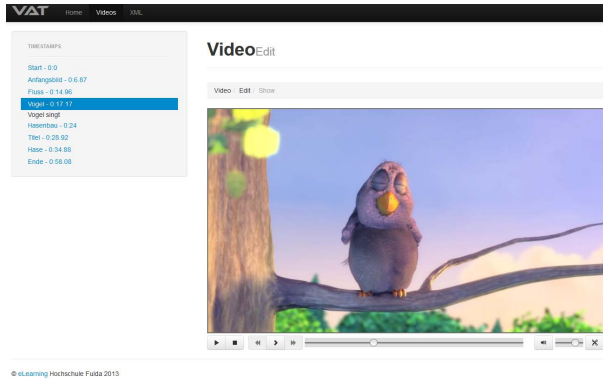 VAT Home Videos XML
TIMESTAMPS
Start - 0:0
Anfangsbild - 0:6.87
Fluss - 0:14.96
Vogel - 0:17.17
Vogel singt
Hasenbau - 0:24
Titel - 0:28.92
Hase - 0:34.88
Ende - 0:58.08
Video Edit
Video / Edit / Show
© eLearning Hochschule Fulda 2013